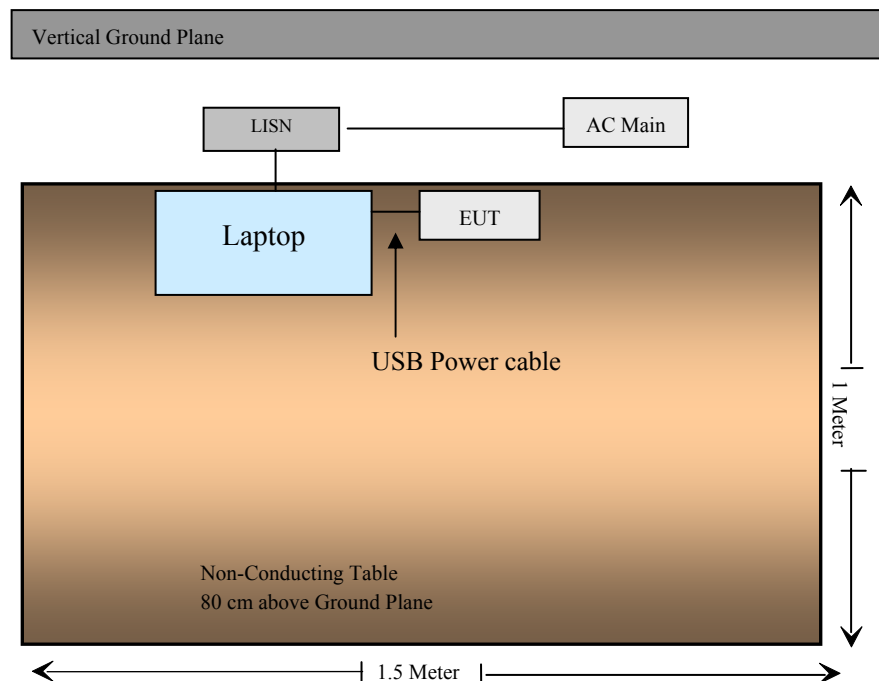 Vertical Ground Plane
LISN
AC Main
Laptop
EUT
USB Power cable
1 Meter
Non-Conducting Table
80 cm above Ground Plane
1.5 Meter